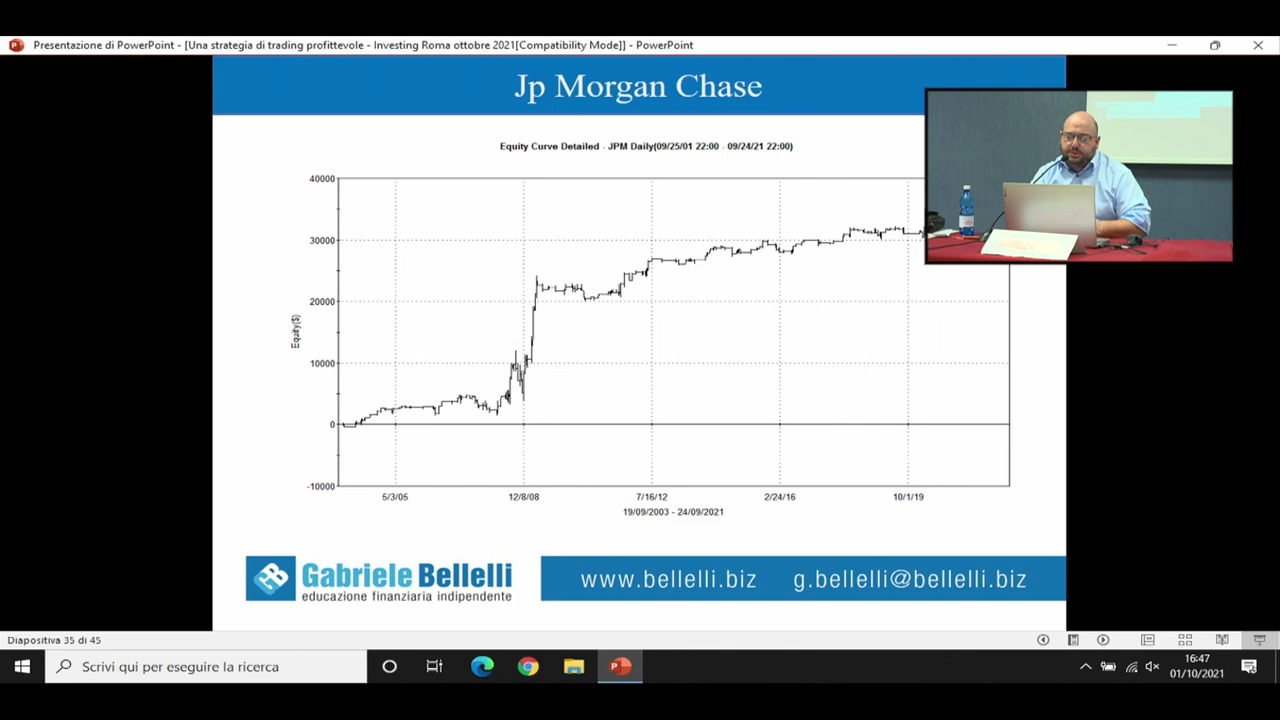 Presentazione di PowerPoint - [Una strategia di trading profittevole - Investing Roma ottobre 2021[Compatibility Mode]] - PowerPoint
Jp Morgan Chase
Equity Curve Detailed - JPM Daily(09/25/01 22:00 - 09/24/21 22:00)
Equity($)
40000
30000
20000
10000
0
-10000
5/3/05
12/8/08
7/16/12
2/24/16
10/1/19
19/09/2003 - 24/09/2021
Gabriele Bellelli
educazione finanziaria indipendente
www.bellelli.biz g.bellelli@bellelli.biz
Diapositiva 35 di 45
Scrivi qui per eseguire la ricerca
16:47
01/10/2021